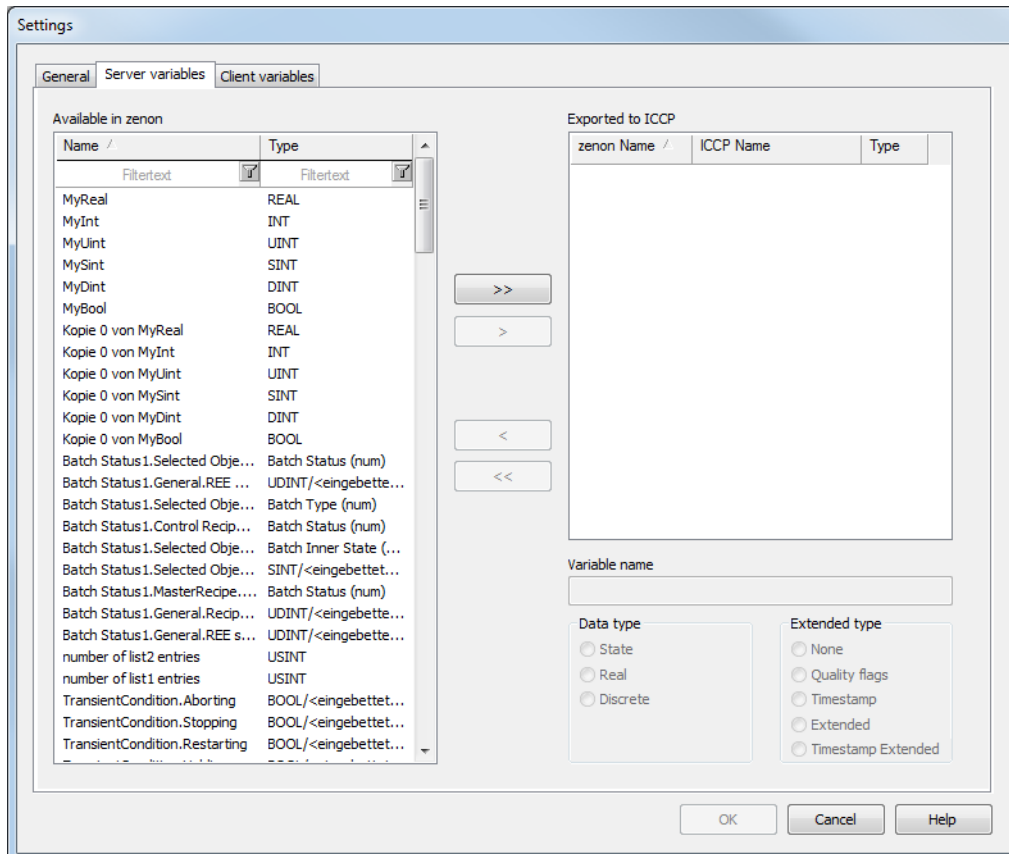 Settings
General Server variables Client variables
Available in zenon
Name Type
Filtertext Filtertext
MyReal REAL
MyInt INT
MyUint UINT
MySint SINT
MyDint DINT
MyBool BOOL
Kopie 0 von MyReal REAL
Kopie 0 von MyInt INT
Kopie 0 von MyUint UINT
Kopie 0 von MySint SINT
Kopie 0 von MyDint DINT
Kopie 0 von MyBool BOOL
Batch Status1.Selected Obje... Batch Status (num)
Batch Status1.General.REE ... UDINT/<eingebette...
Batch Status1.Selected Obje... Batch Type (num)
Batch Status1.Control Recip... Batch Status (num)
Batch Status1.Selected Obje... Batch Inner State (...
Batch Status1.Selected Obje... SINT/<eingebettet...
Batch Status1.MasterRecipe.... Batch Status (num)
Batch Status1.General.Recip... UDINT/<eingebette...
Batch Status1.General.REE s... UDINT/<eingebette...
number of list2 entries USINT
number of list1 entries USINT
TransientCondition.Aborting BOOL/<eingebettet...
TransientCondition.Stopping BOOL/<eingebettet...
TransientCondition.Restarting BOOL/<eingebettet...
>>
>
<
<<
Exported to ICCP
zenon Name ICCP Name Type
Variable name
Data type
State
Real
Discrete
Extended type
None
Quality flags
Timestamp
Extended
Timestamp Extended
OK Cancel Help